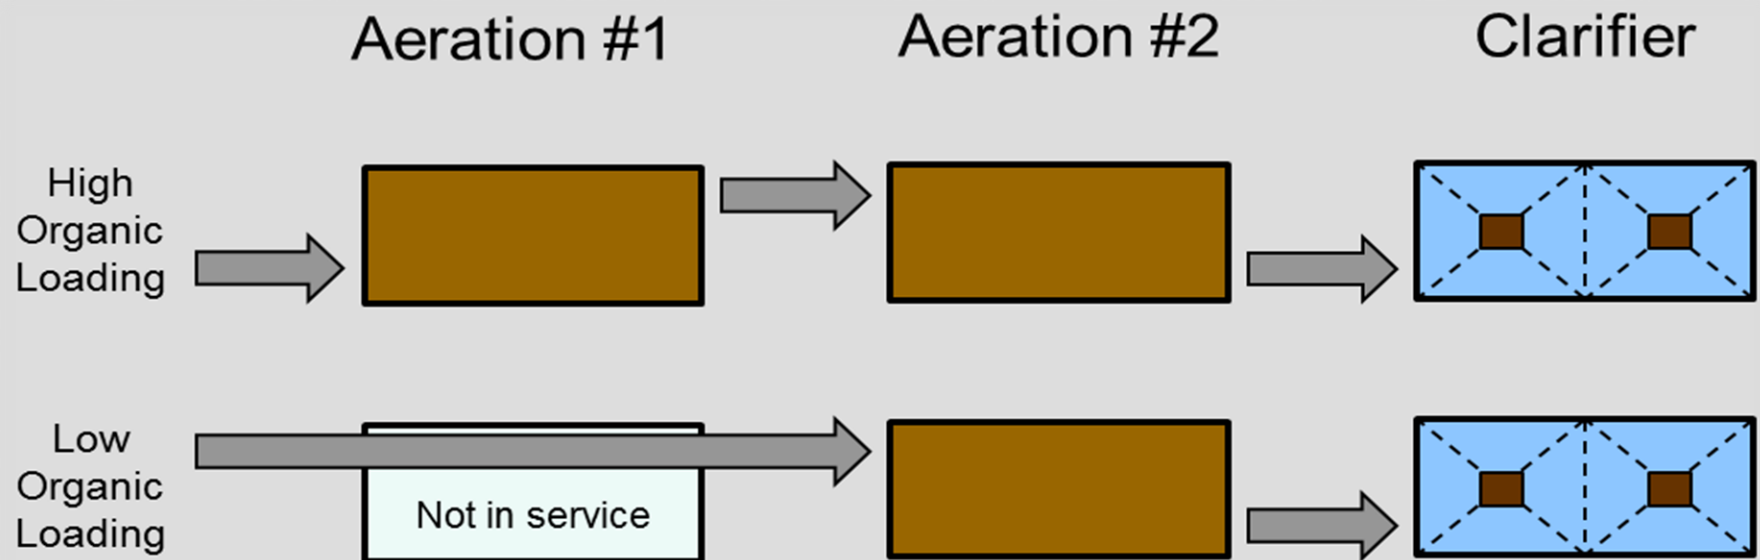 Aeration #1
Aeration #2
Clarifier
High
Organic
Loading
Low
Organic
Loading
Not in service